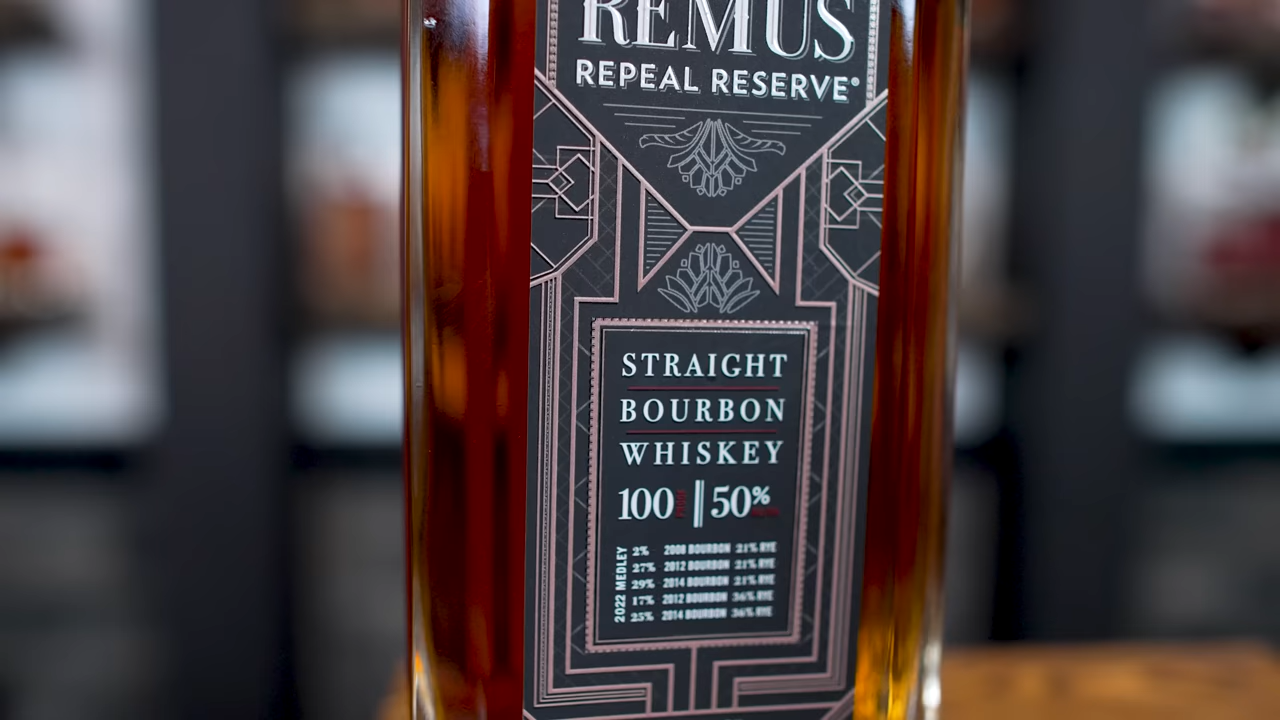 REMUS
REPEAL RESERVE®
STRAIGHT
BOURBON
WHISKEY
100 PROOF 50%
2022 MEDLEY
2% 2008 BOURBON 21% RYE
27% 2012 BOURBON 21% RYE
29% 2014 BOURBON 21% RYE
17% 2012 BOURBON 36% RYE
25% 2014 BOURBON 36% RYE